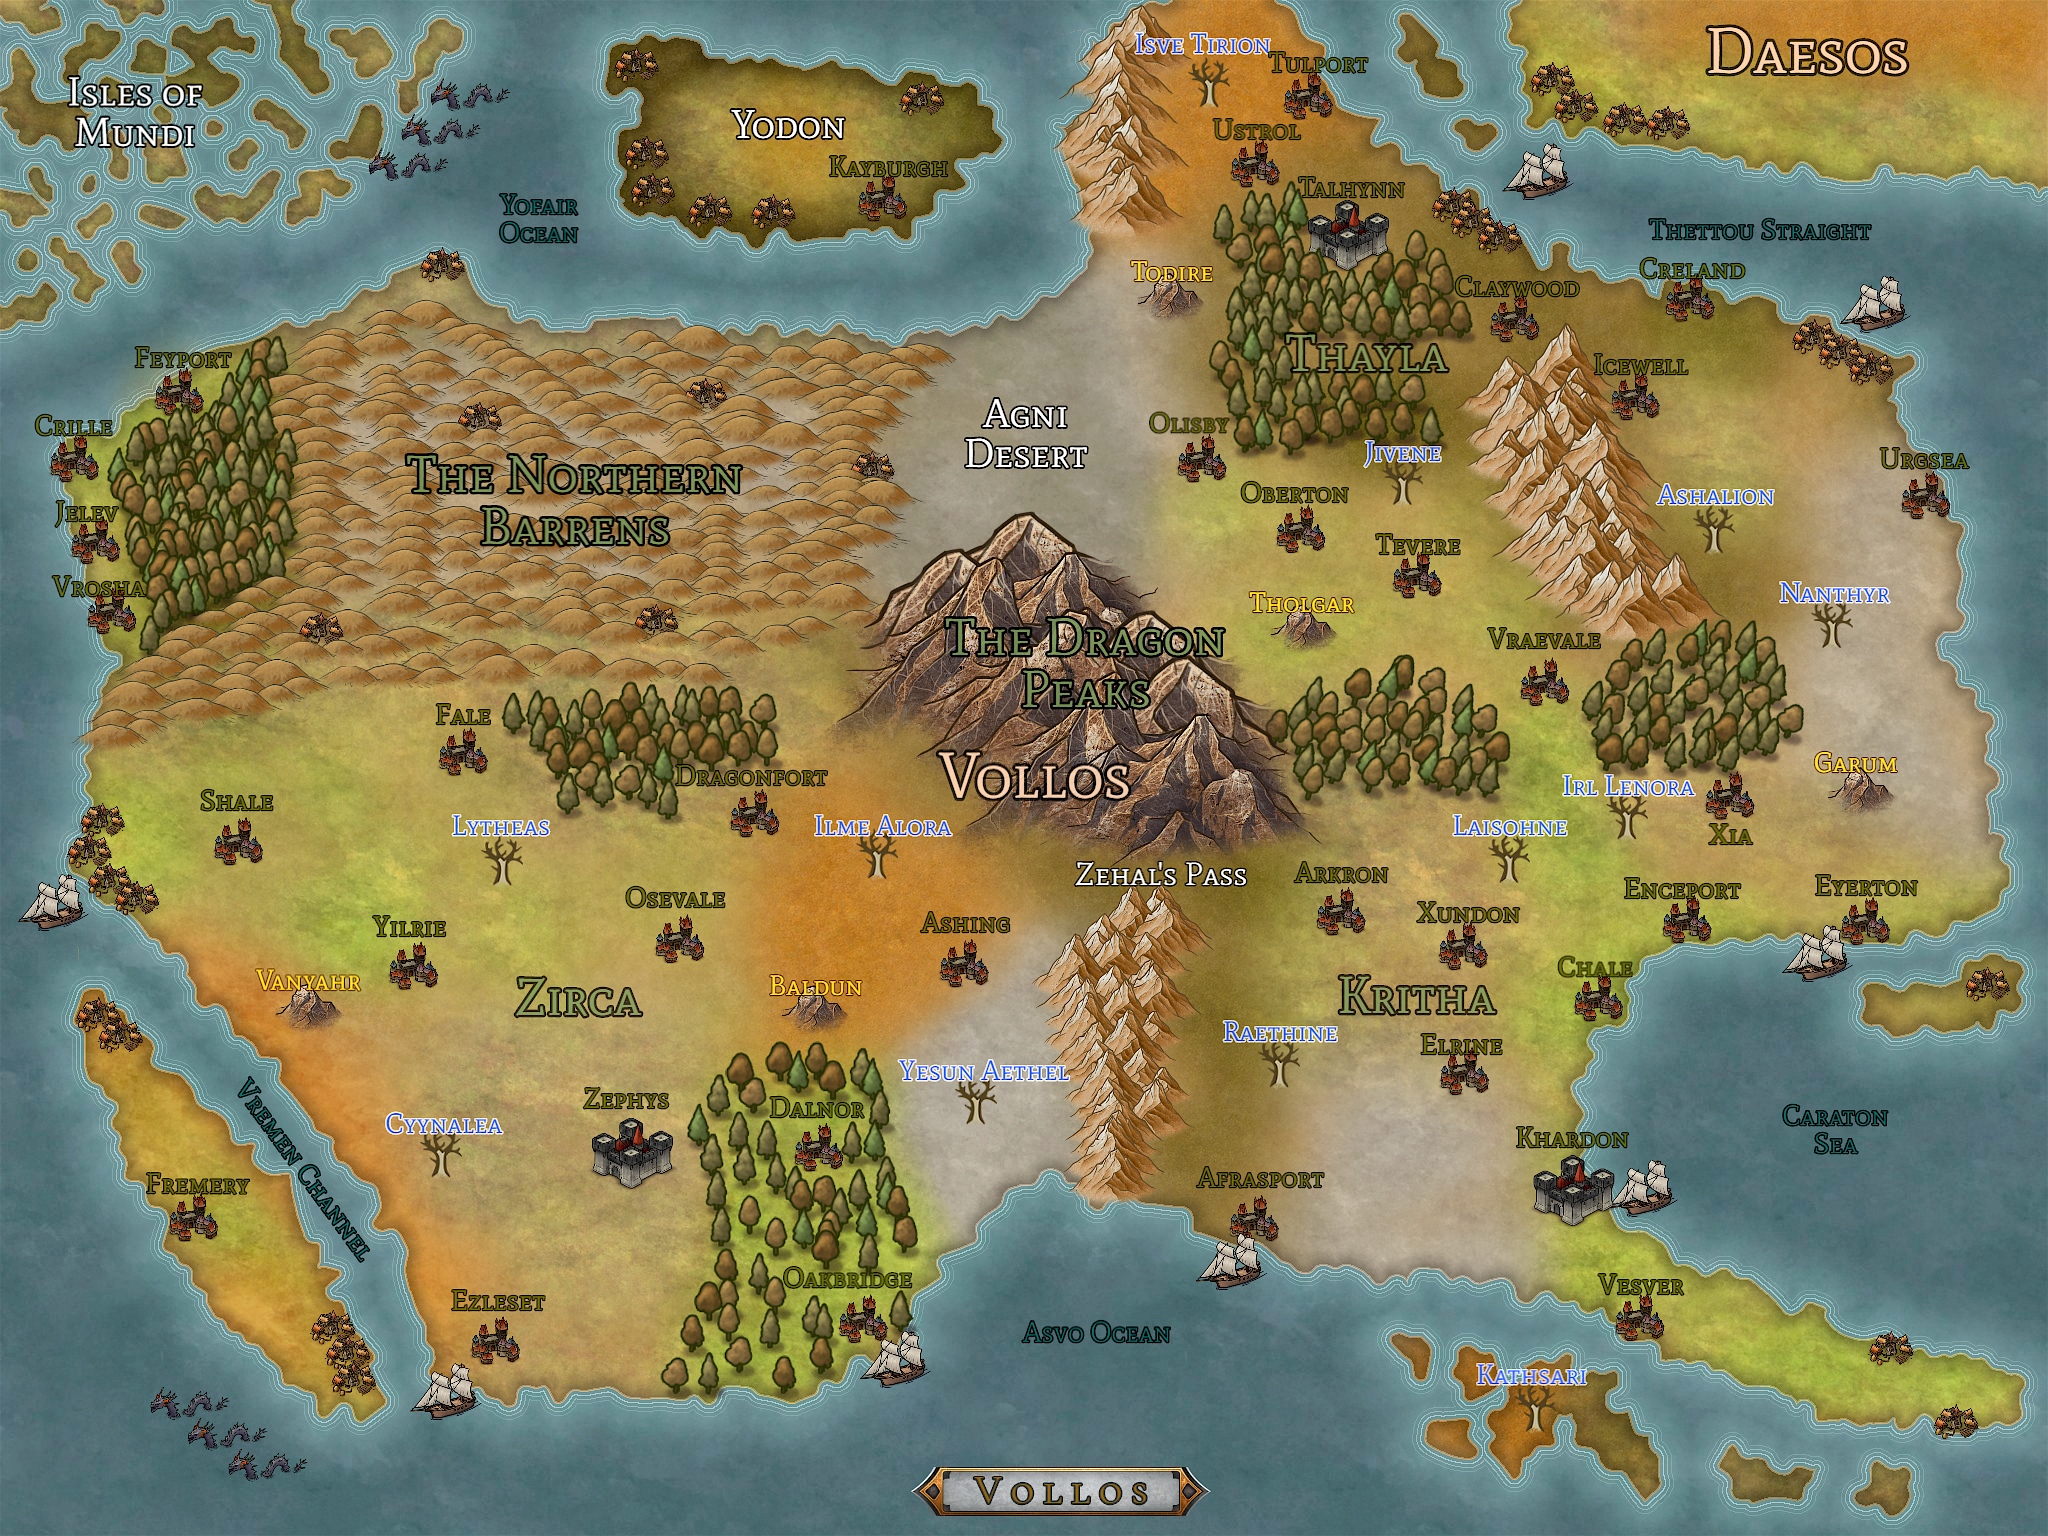 Isles of
Mundi
Yodon
Kayburgh
Yofair
Ocean
Isve Tirion
Tulport
Ustrol
Talhynn
Daesos
Thettou Straight
Creland
Claywood
Todire
Thayla
Icewell
Feyport
Crille
Jelev
Vrosha
The Northern
Barrens
Agni
Desert
Olisby
Jivene
Oberton
Tevere
Tholgar
Ashalion
Urgsea
Nanthyr
Vraevale
The Dragon
Peaks
Vollos
Fale
Dragonfort
Shale
Lytheas
Ilme Alora
Garum
Irl Lenora
Xia
Laisohne
Zehal's Pass
Arkron
Xundon
Enceport
Eyerton
Osevale
Yilrie
Ashing
Vanyahr
Zirca
Baldun
Chale
Kritha
Raethine
Elrine
Yesun Aethel
Zephys
Dalnor
Cyynalea
Vremen Channel
Fremery
Caraton
Sea
Khardon
Afrasport
Oakbridge
Ezleset
Vesver
Asvo Ocean
Kathsari
Vollos